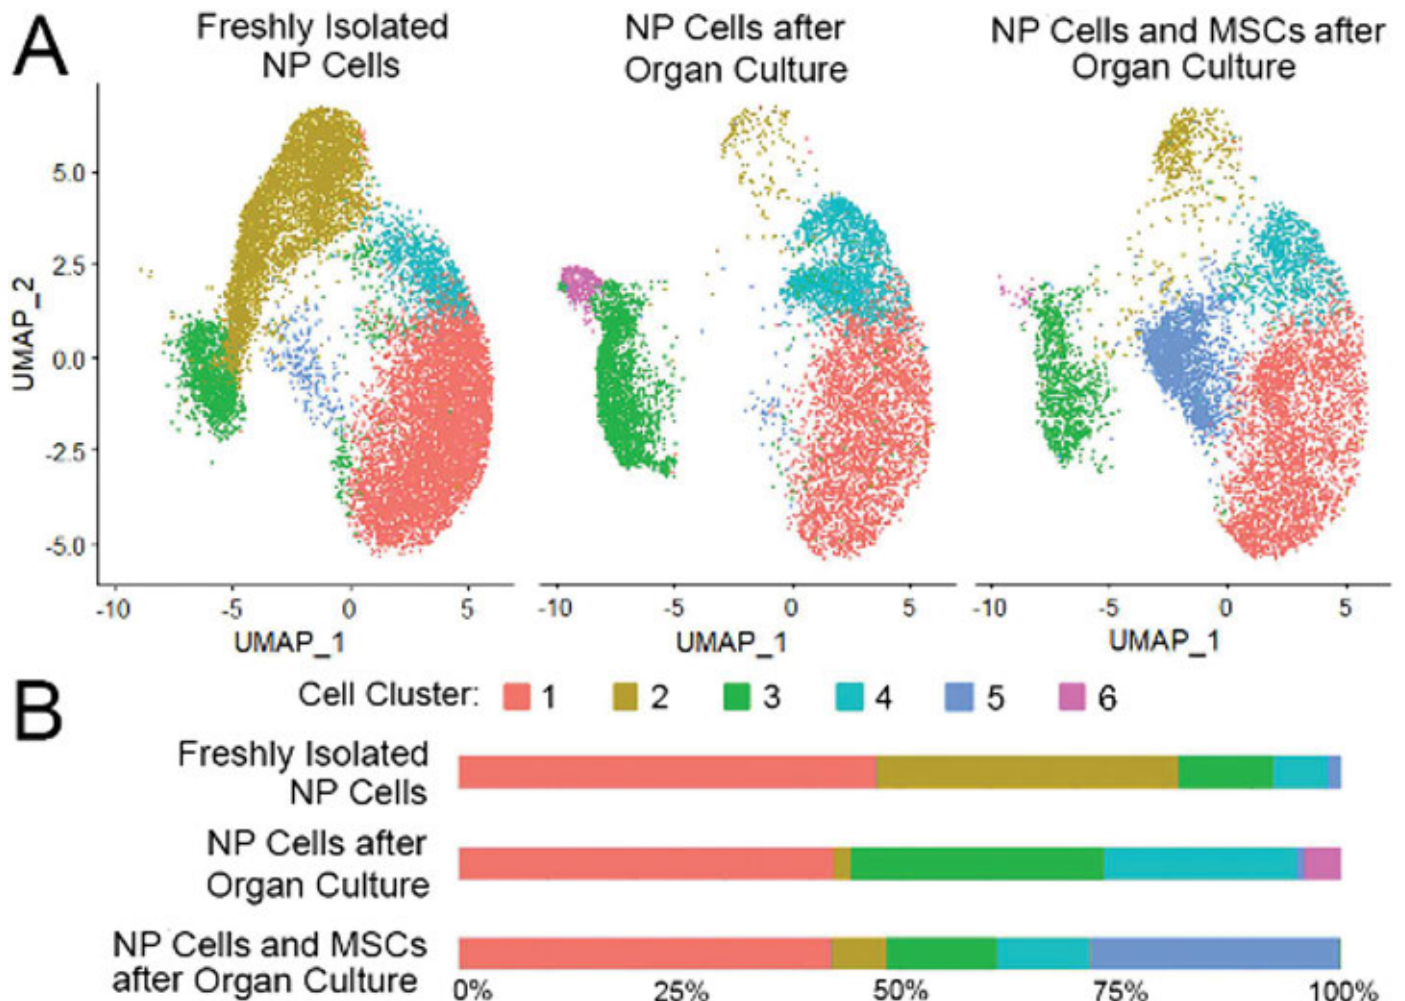 A
Freshly Isolated
NP Cells
NP Cells after
Organ Culture
NP Cells and MSCs after
Organ Culture
UMAP_2
5.0
2.5
0.0
-2.5
-5.0
-10 -5 0 5
-10 -5 0 5
-10 -5 0 5
UMAP_1 UMAP_1 UMAP_1
B
Cell Cluster: 1 2 3 4 5 6
Freshly Isolated
NP Cells
NP Cells after
Organ Culture
NP Cells and MSCs
after Organ Culture
0% 25% 50% 75% 100%